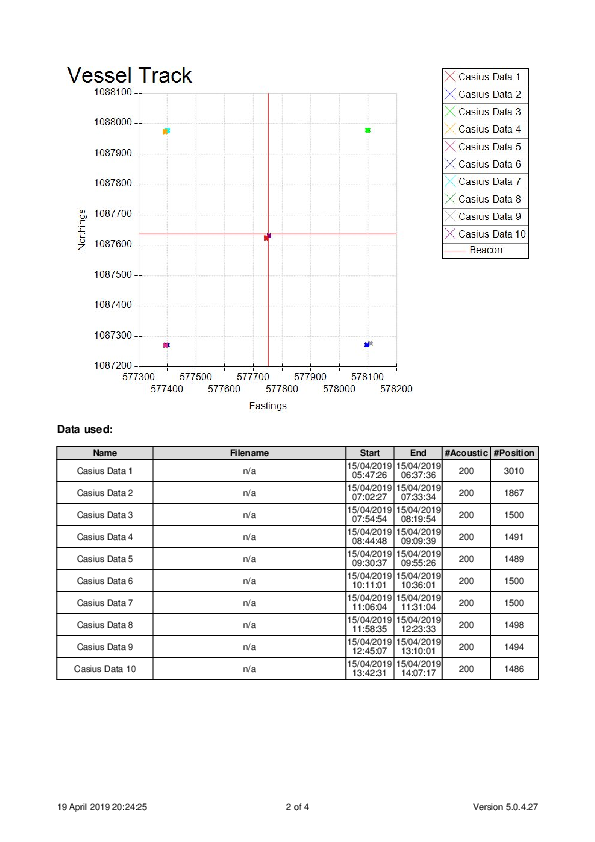 Vessel Track
1088100
1088000
1087900
1087800
1087700
1087600
1087500
1087400
1087300
1087200
Northings
577300 577500 577700 577900 578100
577400 577600 577800 578000 578200
Eastings
Casius Data 1
Casius Data 2
Casius Data 3
Casius Data 4
Casius Data 5
Casius Data 6
Casius Data 7
Casius Data 8
Casius Data 9
Casius Data 10
Beacon
Data used:
Name Filename Start End #Acoustic #Position
Casius Data 1 n/a 15/04/2019 05:47:26 15/04/2019 06:37:36 200 3010
Casius Data 2 n/a 15/04/2019 07:02:27 15/04/2019 07:33:34 200 1867
Casius Data 3 n/a 15/04/2019 07:54:54 15/04/2019 08:19:54 200 1500
Casius Data 4 n/a 15/04/2019 08:44:48 15/04/2019 09:09:39 200 1491
Casius Data 5 n/a 15/04/2019 09:30:37 15/04/2019 09:55:26 200 1489
Casius Data 6 n/a 15/04/2019 10:11:01 15/04/2019 10:36:01 200 1500
Casius Data 7 n/a 15/04/2019 11:06:04 15/04/2019 11:31:04 200 1500
Casius Data 8 n/a 15/04/2019 11:58:35 15/04/2019 12:23:33 200 1498
Casius Data 9 n/a 15/04/2019 12:45:07 15/04/2019 13:10:01 200 1494
Casius Data 10 n/a 15/04/2019 13:42:31 15/04/2019 14:07:17 200 1486
19 April 2019 20:24:25 2 of 4 Version 5.0.4.27